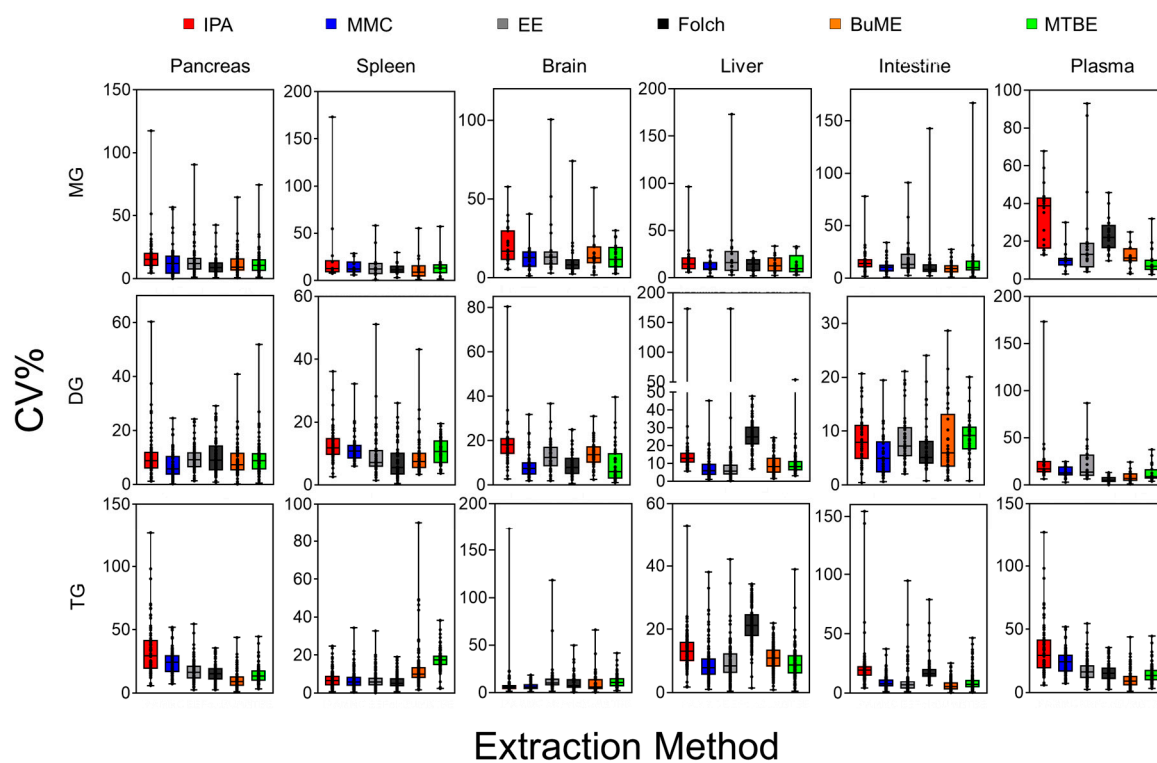 IPA MMC EE Folch BuME MTBE
Pancreas Spleen Brain Liver Intestine Plasma
MG
150 100 50 0
200 150 100 50 0
100 50 0
200 150 100 50 0
150 100 50 0
100 80 60 40 20 0
CV%
DG
60 40 20 0
60 40 20 0
80 60 40 20 0
200 150 100 50 50 40 30 20 10 0
30 20 10 0
200 150 100 50 0
TG
150 100 50 0
100 80 60 40 20 0
200 150 100 50 0
60 40 20 0
150 100 50 0
150 100 50 0
Extraction Method